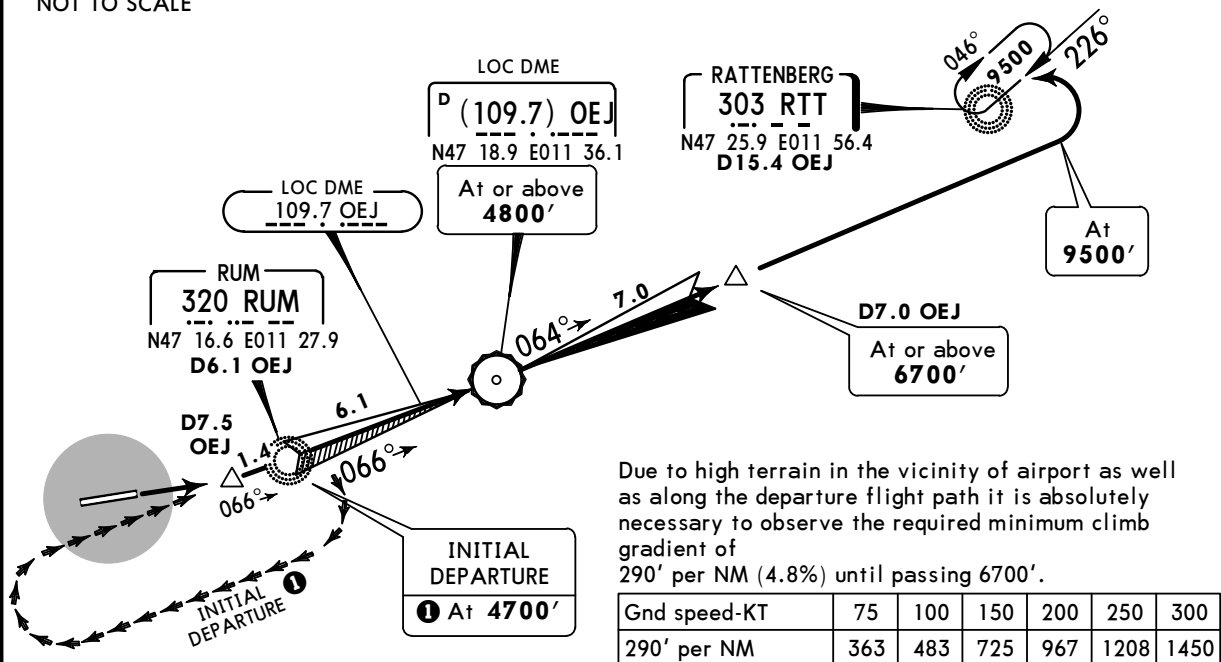 NOT TO SCALE
LOC DME
D (109.7) OEJ
N47 18.9 E011 36.1
At or above
4800'
RATTENBERG
303 RTT
N47 25.9 E011 56.4
D15.4 OEJ
046°
9500
226°
At
9500'
LOC DME
109.7 OEJ
RUM
320 RUM
N47 16.6 E011 27.9
D6.1 OEJ
7.0
064°
D7.0 OEJ
At or above
6700'
6.1
D7.5
OEJ
1.4
066°
066°
INITIAL
DEPARTURE
❶ At 4700'
INITIAL
DEPARTURE ❶
Due to high terrain in the vicinity of airport as well
as along the departure flight path it is absolutely
necessary to observe the required minimum climb
gradient of
290' per NM (4.8%) until passing 6700'.
Gnd speed-KT 75 100 150 200 250 300
290' per NM 363 483 725 967 1208 1450